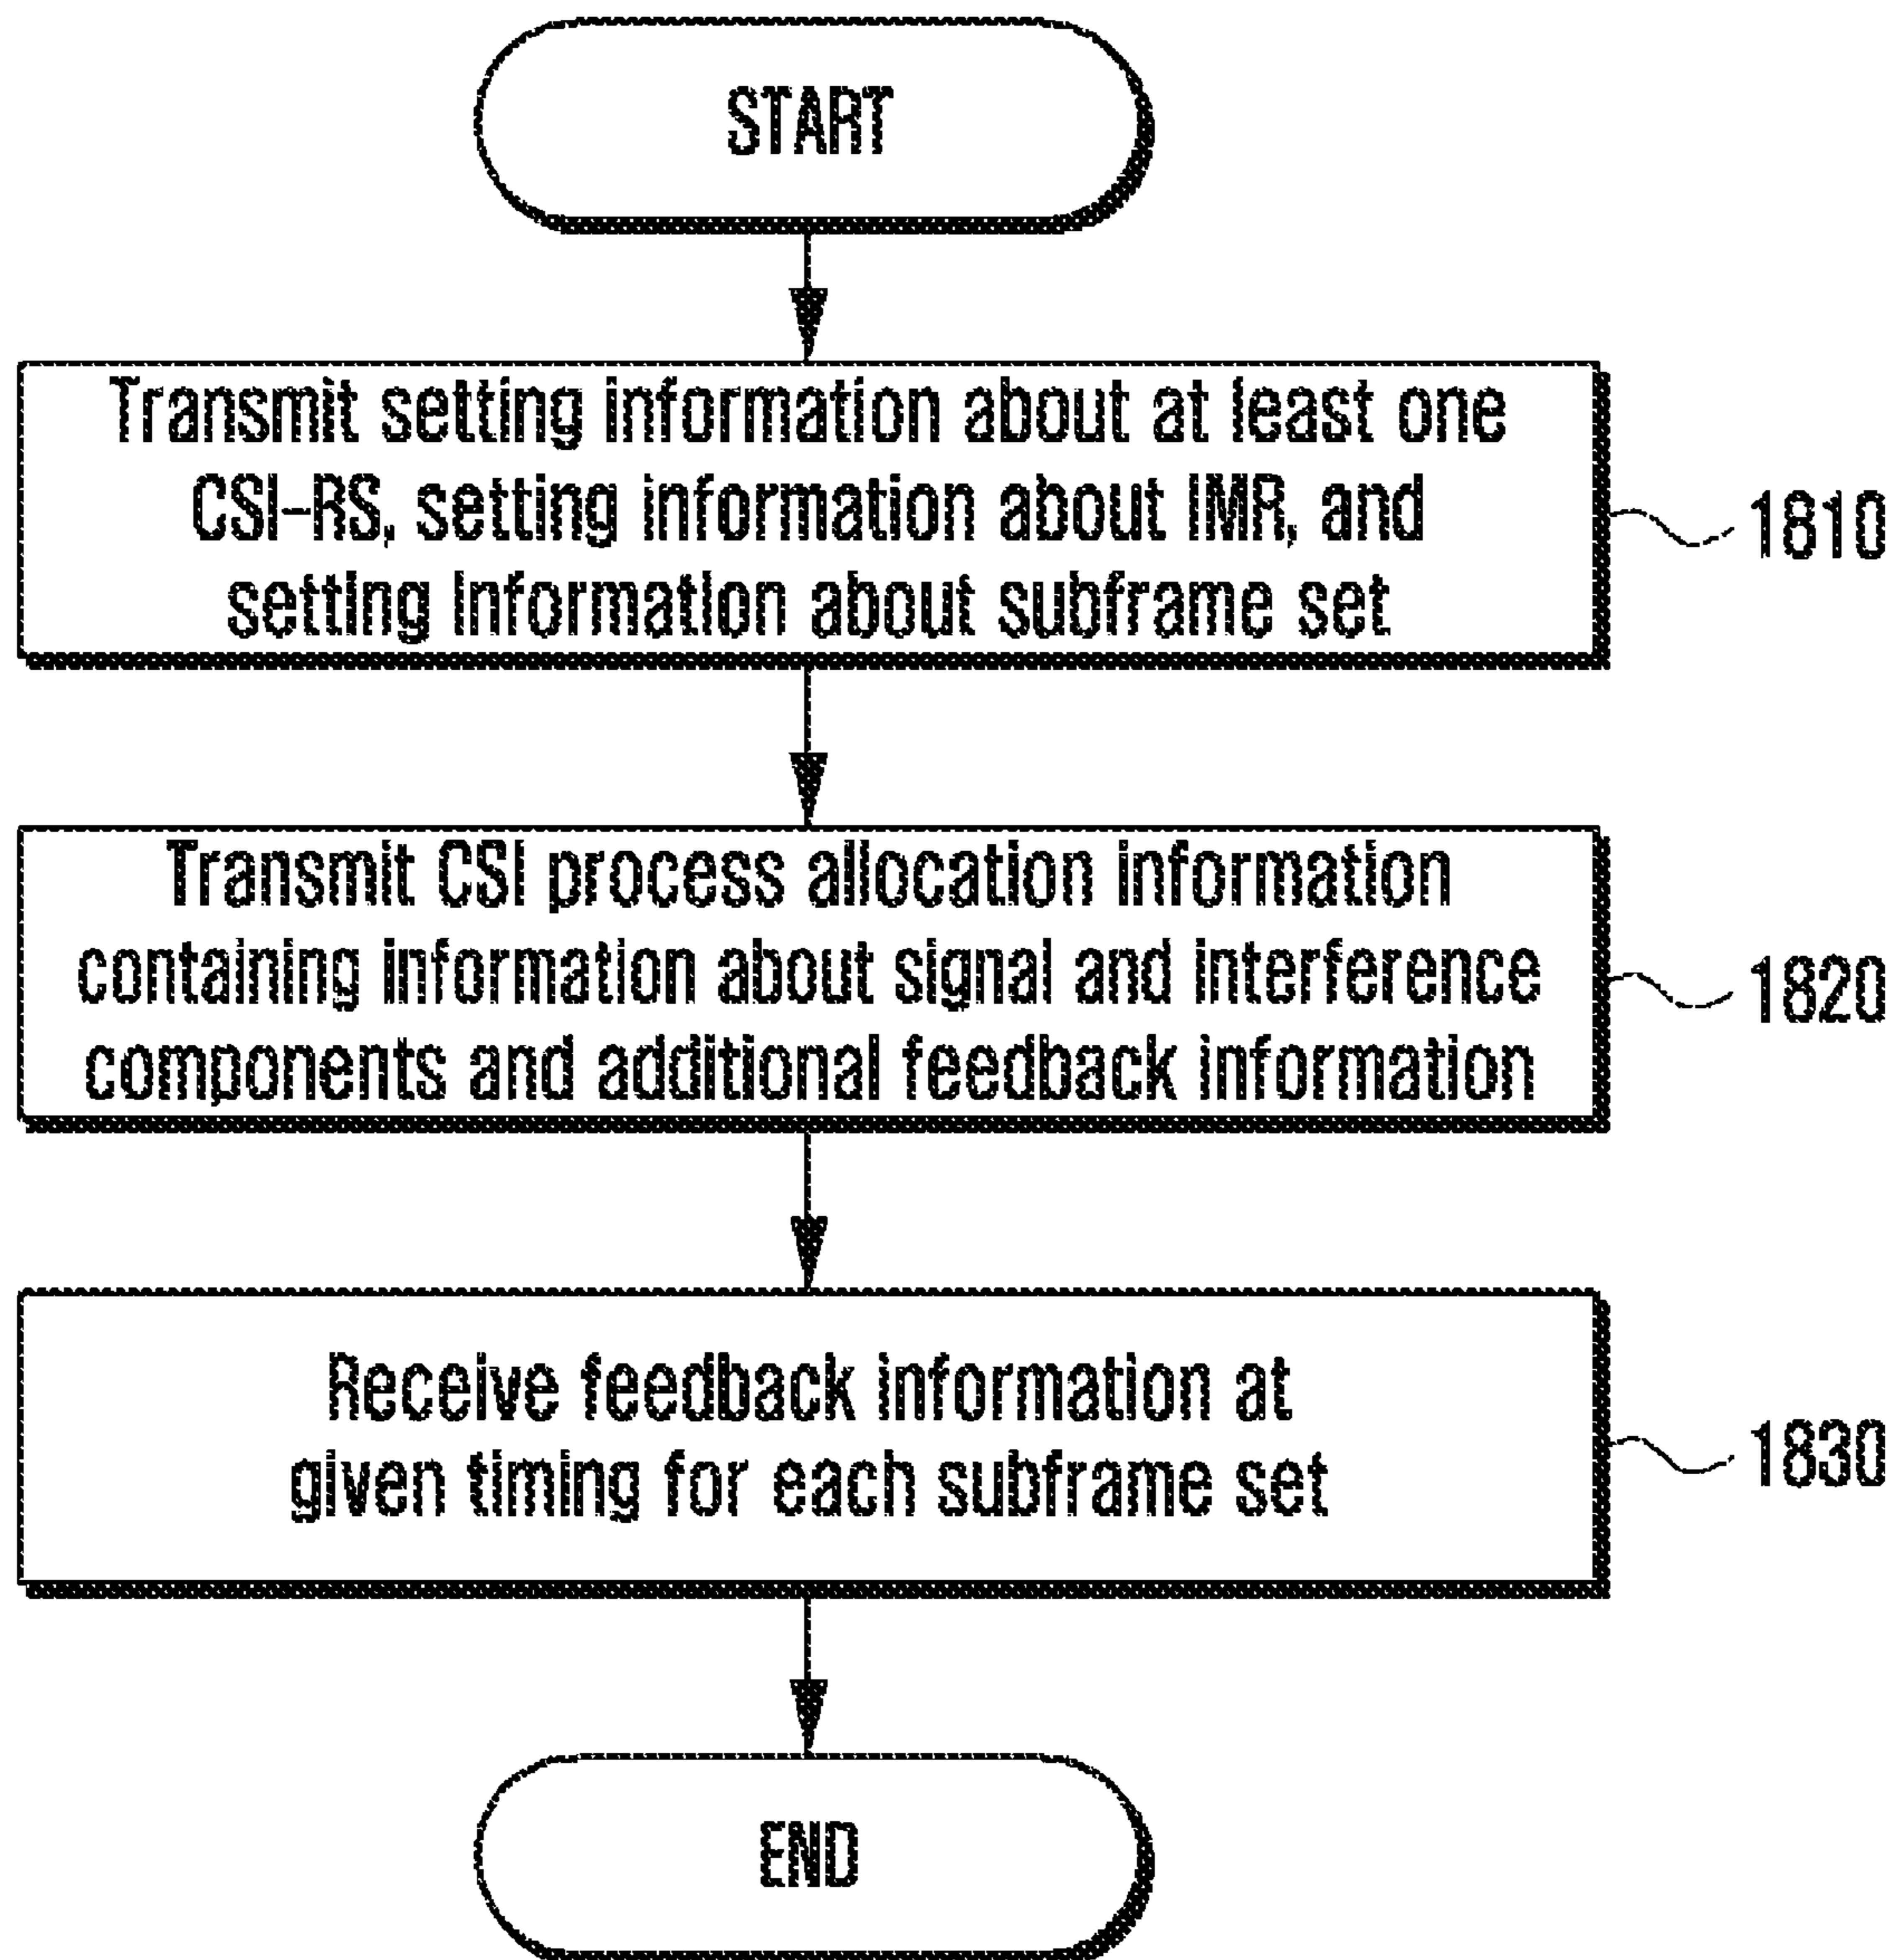 START
Transmit setting information about at least one
CSI-RS, setting information about IMR, and
setting information about subframe set
1810
Transmit CSI process allocation information
containing information about signal and interference
components and additional feedback information
1820
Receive feedback information at
given timing for each subframe set
1830
END